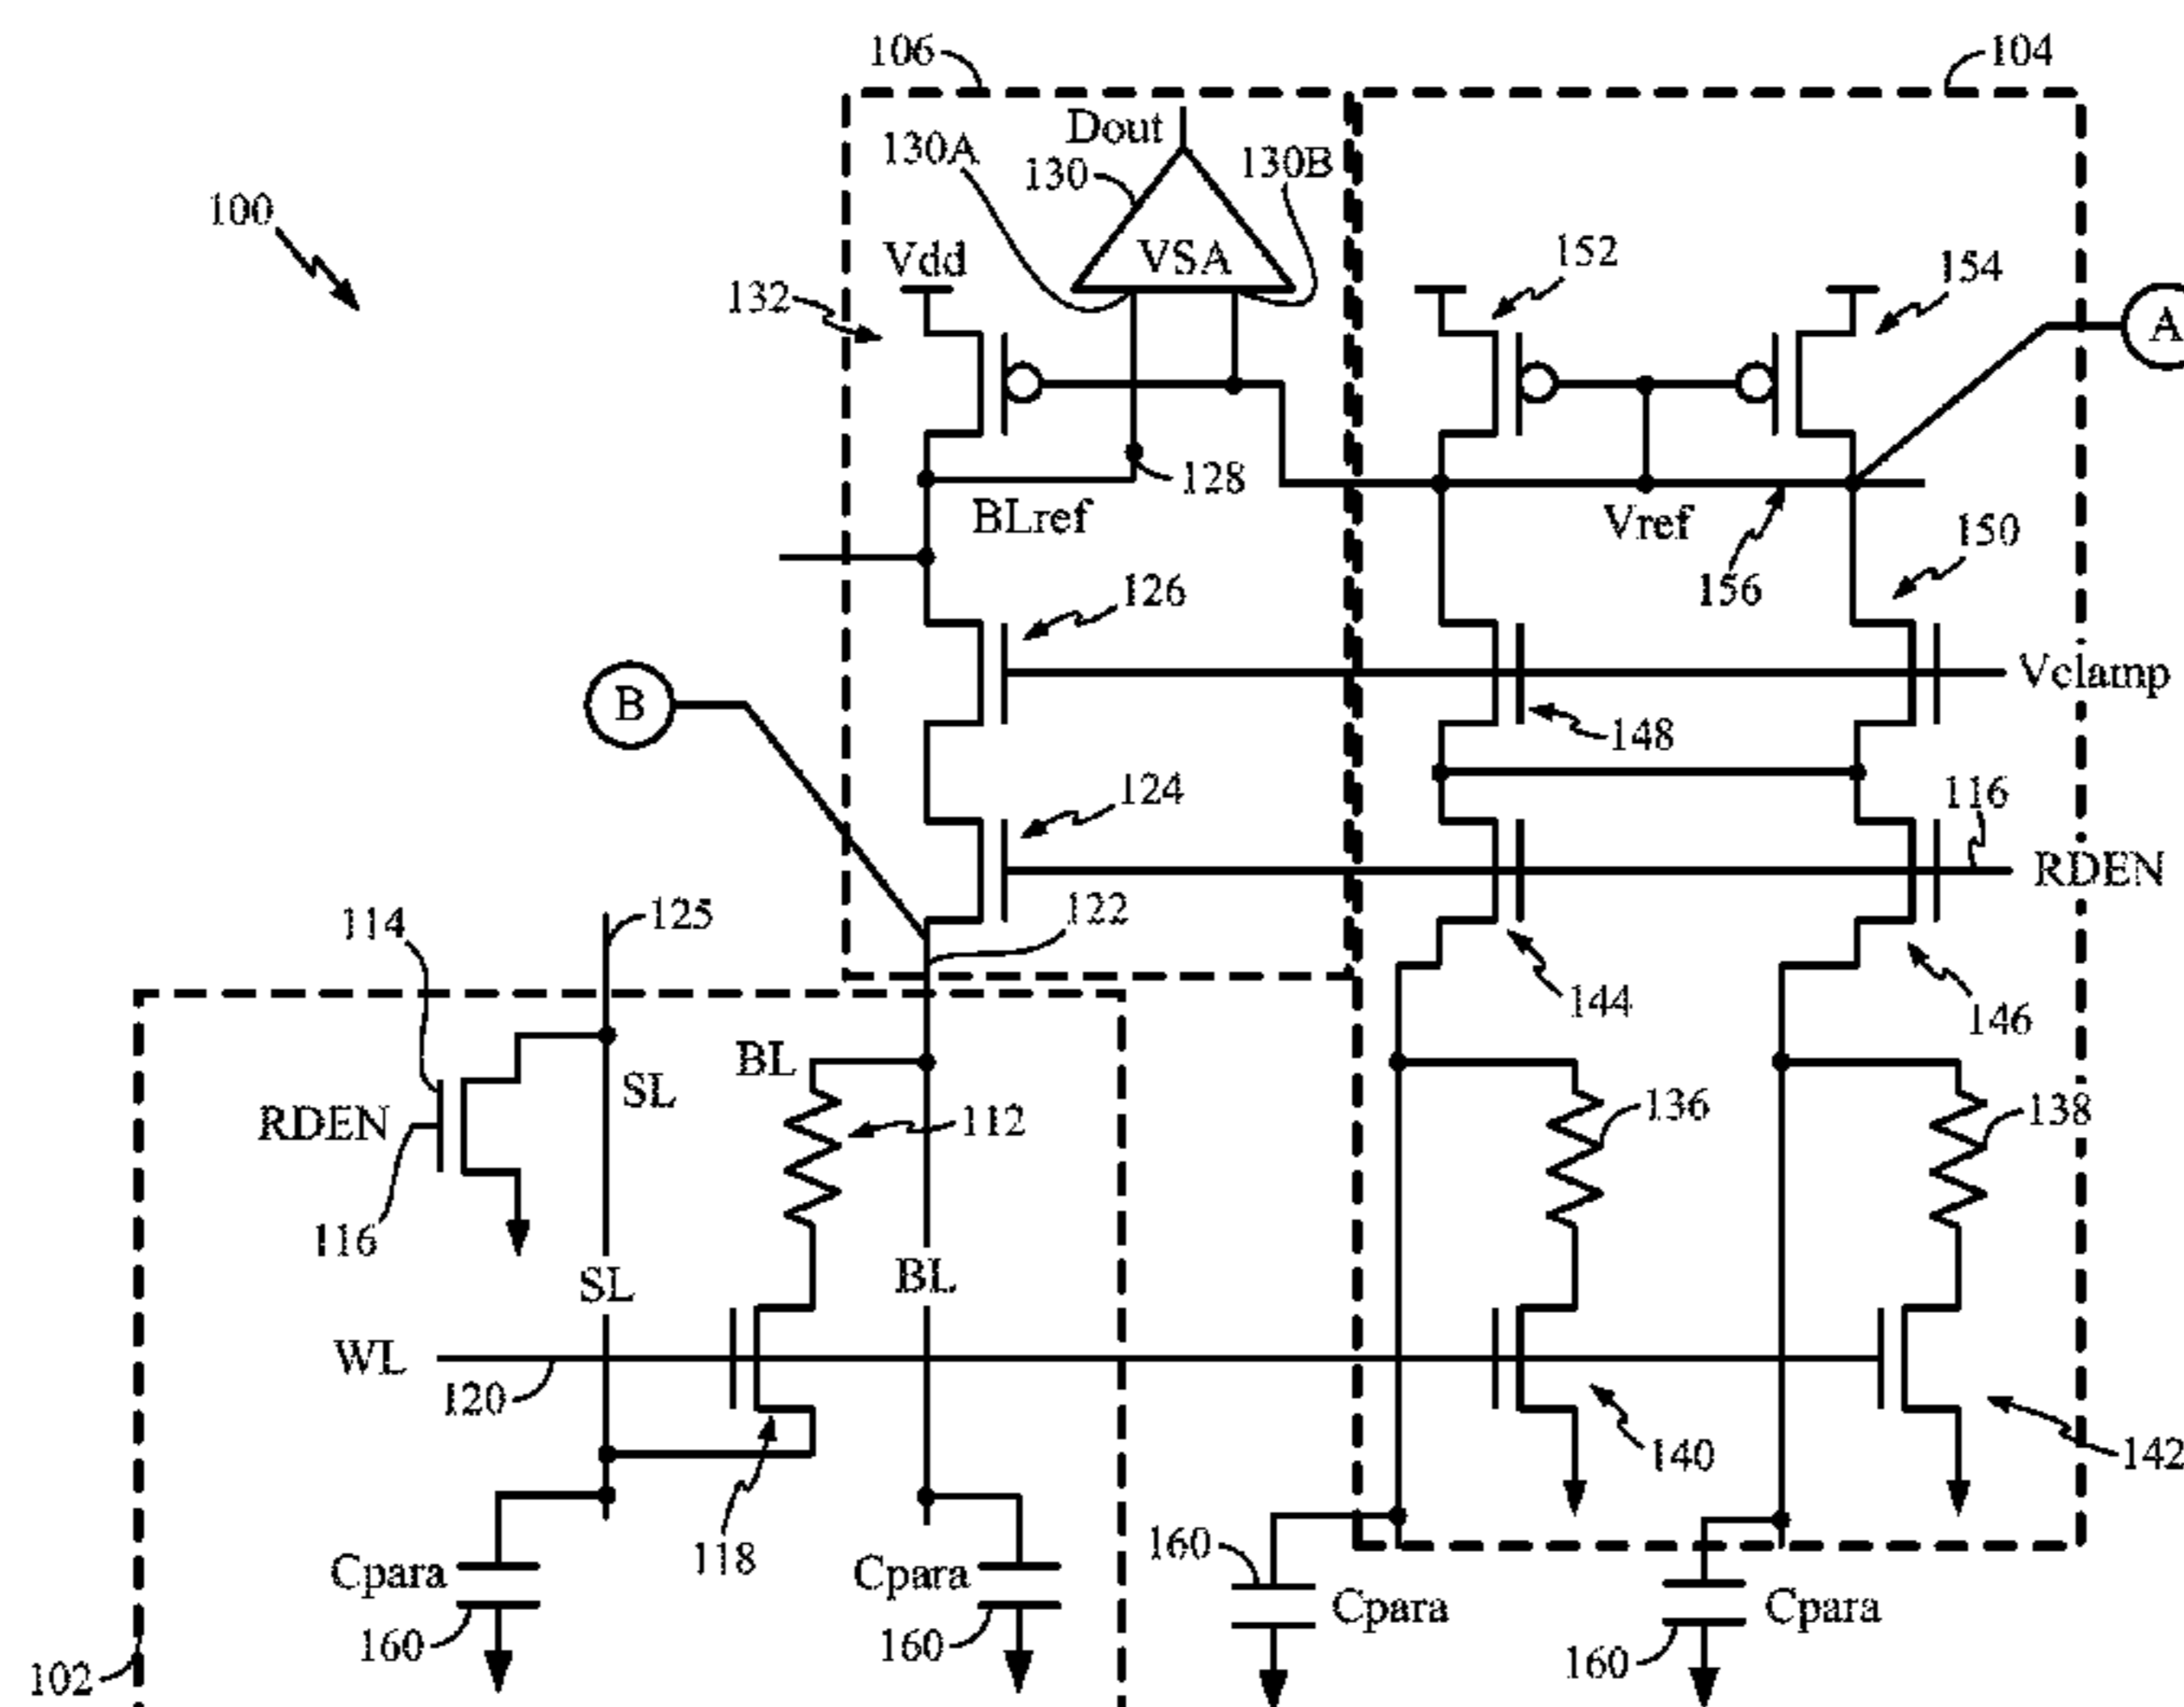 106
104
Dout
130A
130
130B
100
VSA
Vdd
152
154
132
A
128
BLref
Vref
150
126
156
Vclamp
B
148
124
116
RDEN
122
114
125
144
146
BL
SL
RDEN
112
136
138
116
SL
BL
WL
120
140
142
118
160
Cpara
Cpara
Cpara
Cpara
160
160
160
102